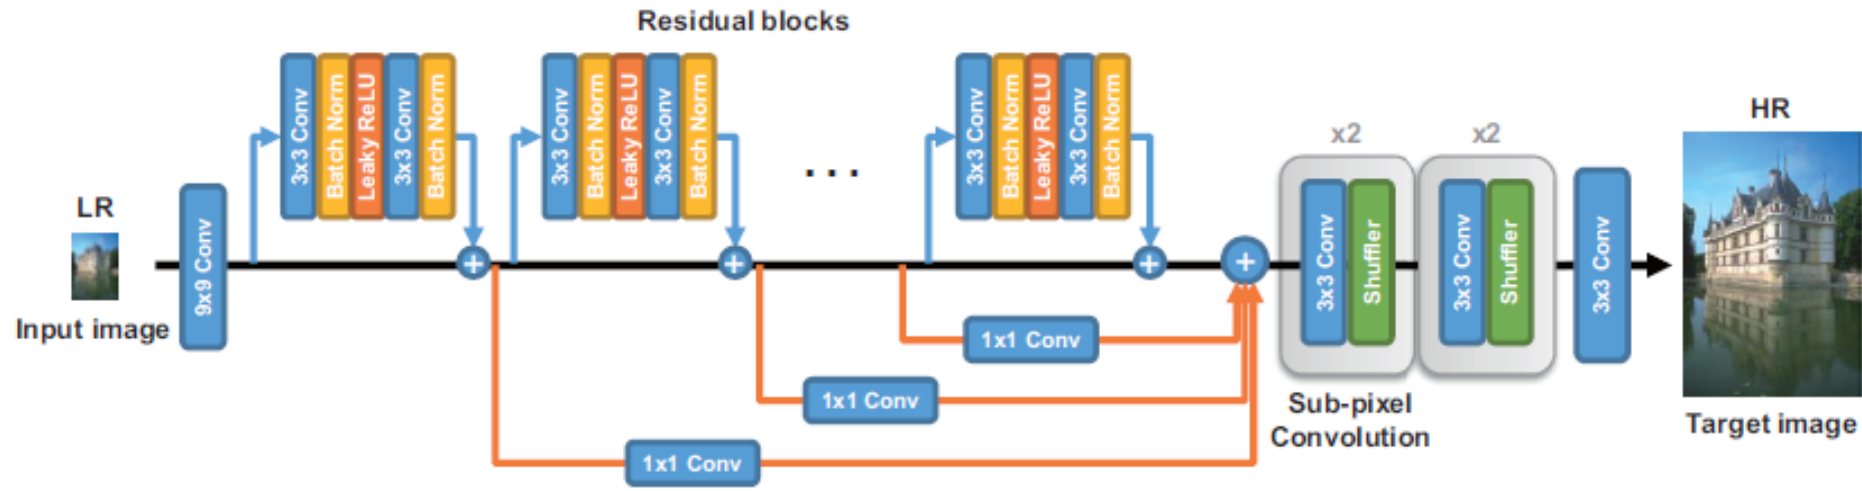 Residual blocks
3x3 Conv
Batch Norm
Leaky ReLU
3x3 Conv
Batch Norm
3x3 Conv
Batch Norm
Leaky ReLU
3x3 Conv
Batch Norm
...
3x3 Conv
Batch Norm
Leaky ReLU
3x3 Conv
Batch Norm
LR
Input image
9x9 Conv
+
+
+
+
1x1 Conv
1x1 Conv
1x1 Conv
x2
3x3 Conv
Shuffler
x2
3x3 Conv
Shuffler
Sub-pixel
Convolution
3x3 Conv
HR
Target image